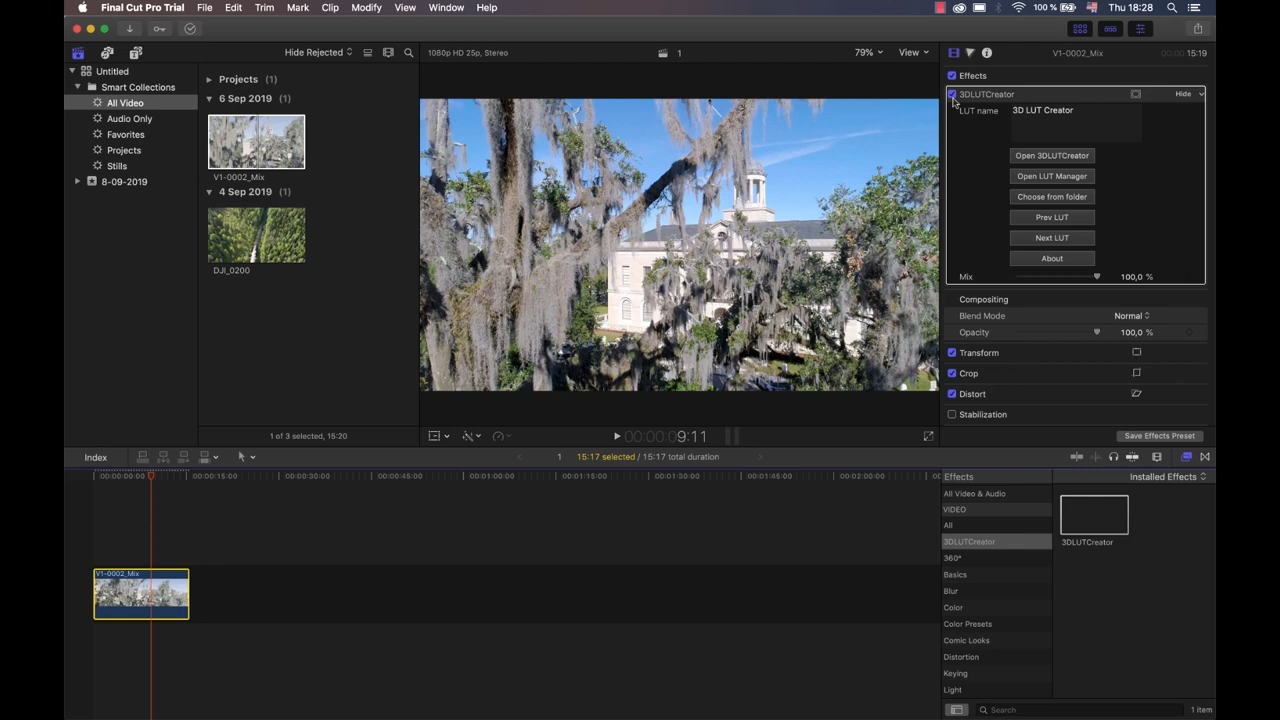 Final Cut Pro Trial File Edit Trim Mark Clip Modify View Window Help
100 % Thu 18:28
Hide Rejected
1080p HD 25p, Stereo
1
79%
View
V1-0002_Mix
00:00:15:19
Untitled
Smart Collections
All Video
Audio Only
Favorites
Projects
Stills
8-09-2019
Projects (1)
6 Sep 2019 (1)
V1-0002_Mix
4 Sep 2019 (1)
DJI_0200
1 of 3 selected, 15:20
00:00:09:11
Effects
3DLUTCreator
Hide
LUT name
3D LUT Creator
Open 3DLUTCreator
Open LUT Manager
Choose from folder
Prev LUT
Next LUT
About
Mix
100,0 %
Compositing
Blend Mode
Normal
Opacity
100,0 %
Transform
Crop
Distort
Stabilization
Save Effects Preset
Index
1
15:17 selected / 15:17 total duration
00:00:00:00 00:00:15:00 00:00:30:00 00:00:45:00 00:01:00:00 00:01:15:00 00:01:30:00 00:01:45:00 00:02:00:00
V1-0002_Mix
Effects
Installed Effects
All Video & Audio
VIDEO
All
3DLUTCreator
360°
Basics
Blur
Color
Color Presets
Comic Looks
Distortion
Keying
Light
3DLUTCreator
Search
1 item